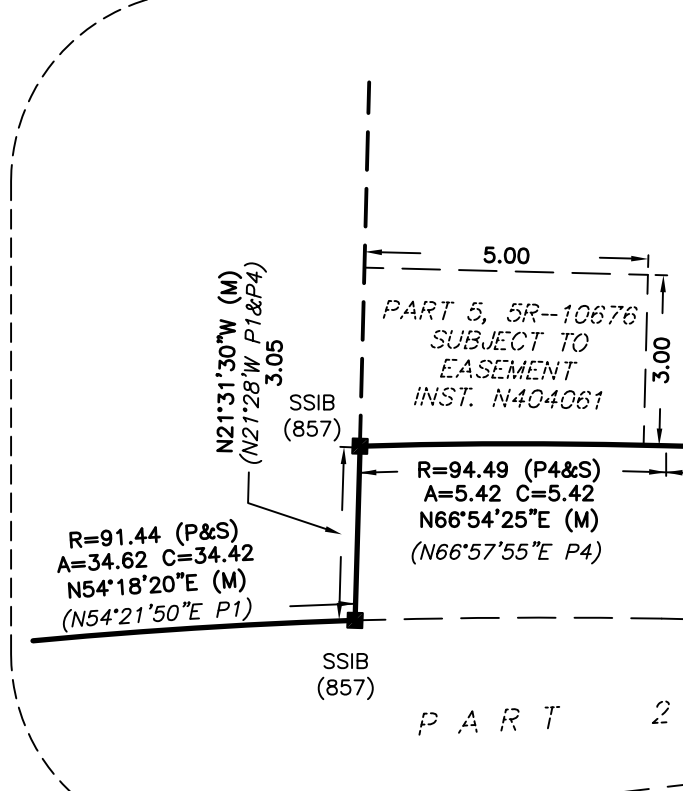 5.00
PART 5, 5R--10676
SUBJECT TO
EASEMENT
INST. N404061
3.00
N21°31'30"W (M)
(N21°28'W P1&P4)
3.05
SSIB
(857)
R=94.49 (P4&S)
A=5.42 C=5.42
N66°54'25"E (M)
(N66°57'55"E P4)
R=91.44 (P&S)
A=34.62 C=34.42
N54°18'20"E (M)
(N54°21'50"E P1)
SSIB
(857)
PART 2